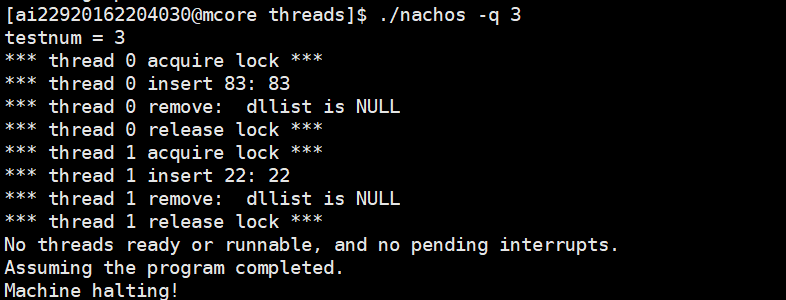 [ai22920162204030@mcore threads]$ ./nachos -q 3
testnum = 3
*** thread 0 acquire lock ***
*** thread 0 insert 83: 83
*** thread 0 remove:  dllist is NULL
*** thread 0 release lock ***
*** thread 1 acquire lock ***
*** thread 1 insert 22: 22
*** thread 1 remove:  dllist is NULL
*** thread 1 release lock ***
No threads ready or runnable, and no pending interrupts.
Assuming the program completed.
Machine halting!